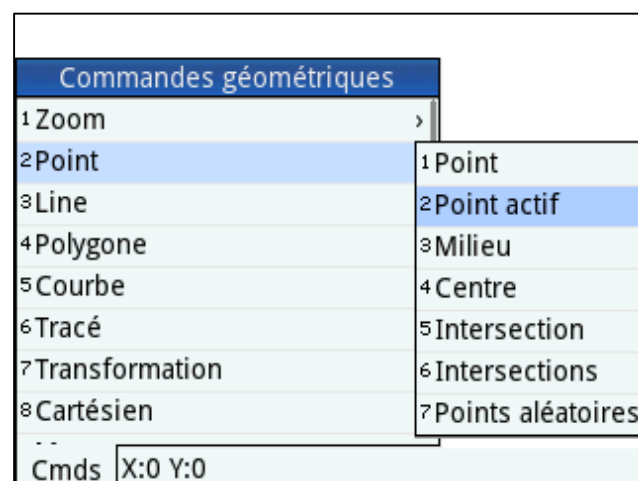 Commandes géométriques
1 Zoom ›
2 Point
3 Line
4 Polygone
5 Courbe
6 Tracé
7 Transformation
8 Cartésien
1 Point
2 Point actif
3 Milieu
4 Centre
5 Intersection
6 Intersections
7 Points aléatoires
Cmds X:0 Y:0